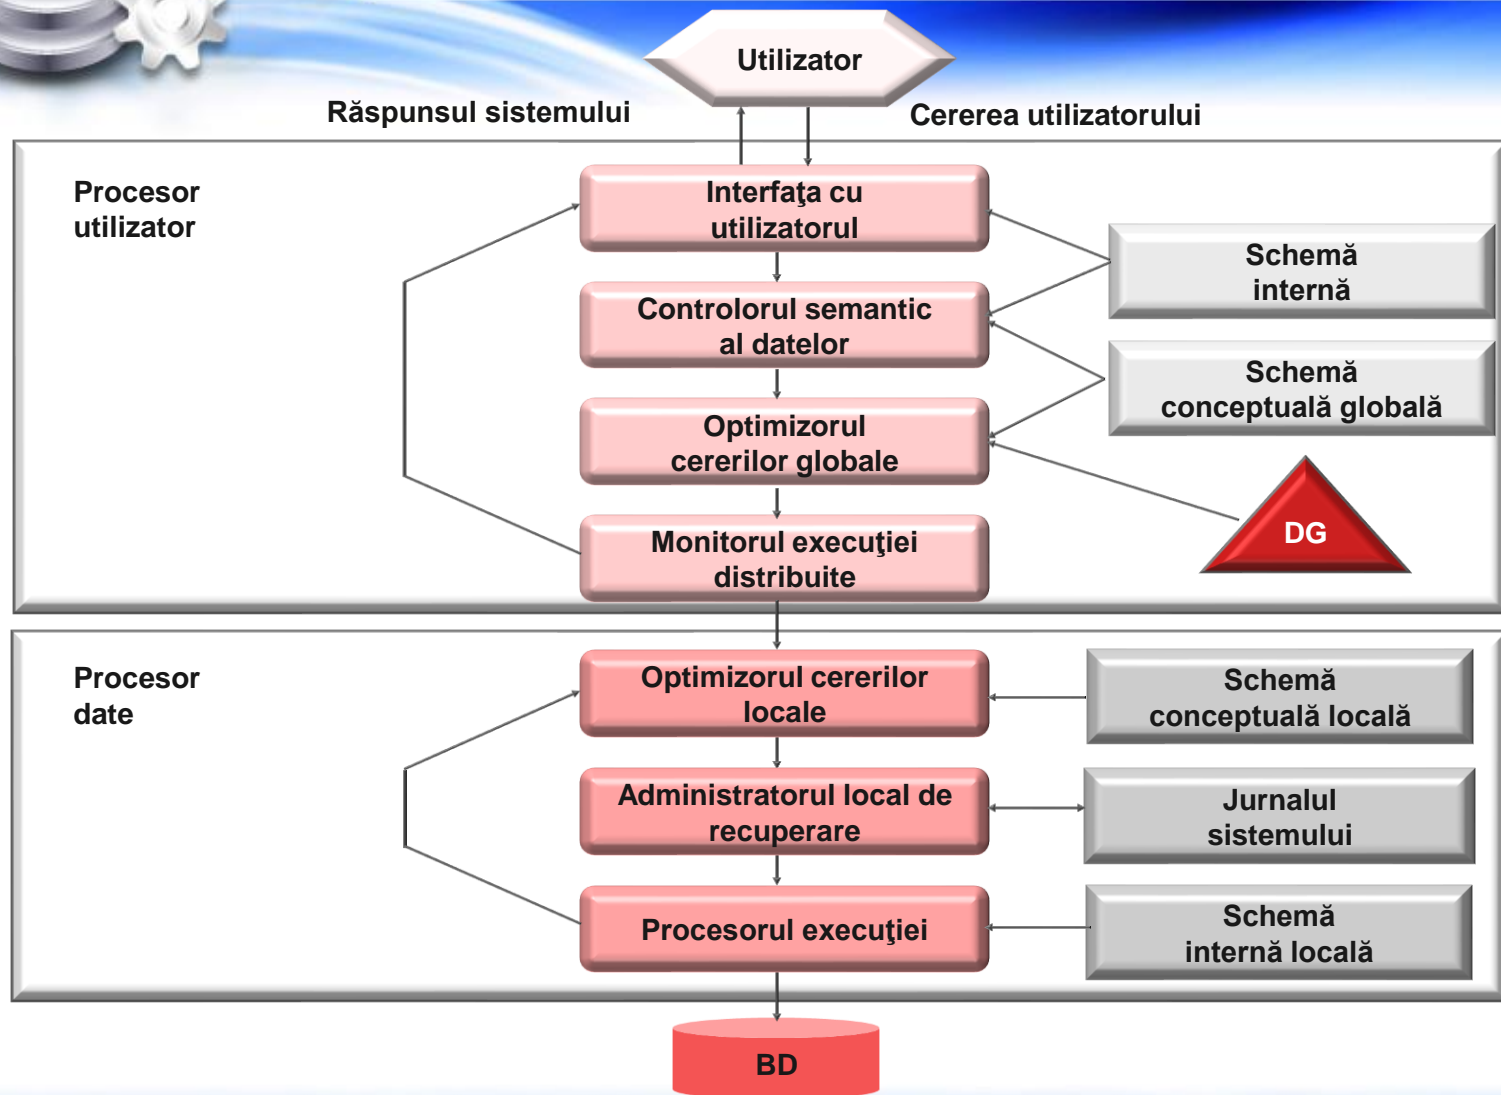 Utilizator
Răspunsul sistemului
Cererea utilizatorului
Procesor
utilizator
Interfaţa cu
utilizatorul
Schemă
internă
Controlorul semantic
al datelor
Schemă
conceptuală globală
Optimizorul
cererilor globale
DG
Monitorul execuţiei
distribuite
Procesor
date
Optimizorul cererilor
locale
Schemă
conceptuală locală
Administratorul local de
recuperare
Jurnalul
sistemului
Procesorul execuţiei
Schemă
internă locală
BD